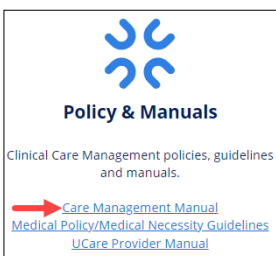 Policy & Manuals
Clinical Care Management policies, guidelines
and manuals.
Care Management Manual
Medical Policy/Medical Necessity Guidelines
UCare Provider Manual